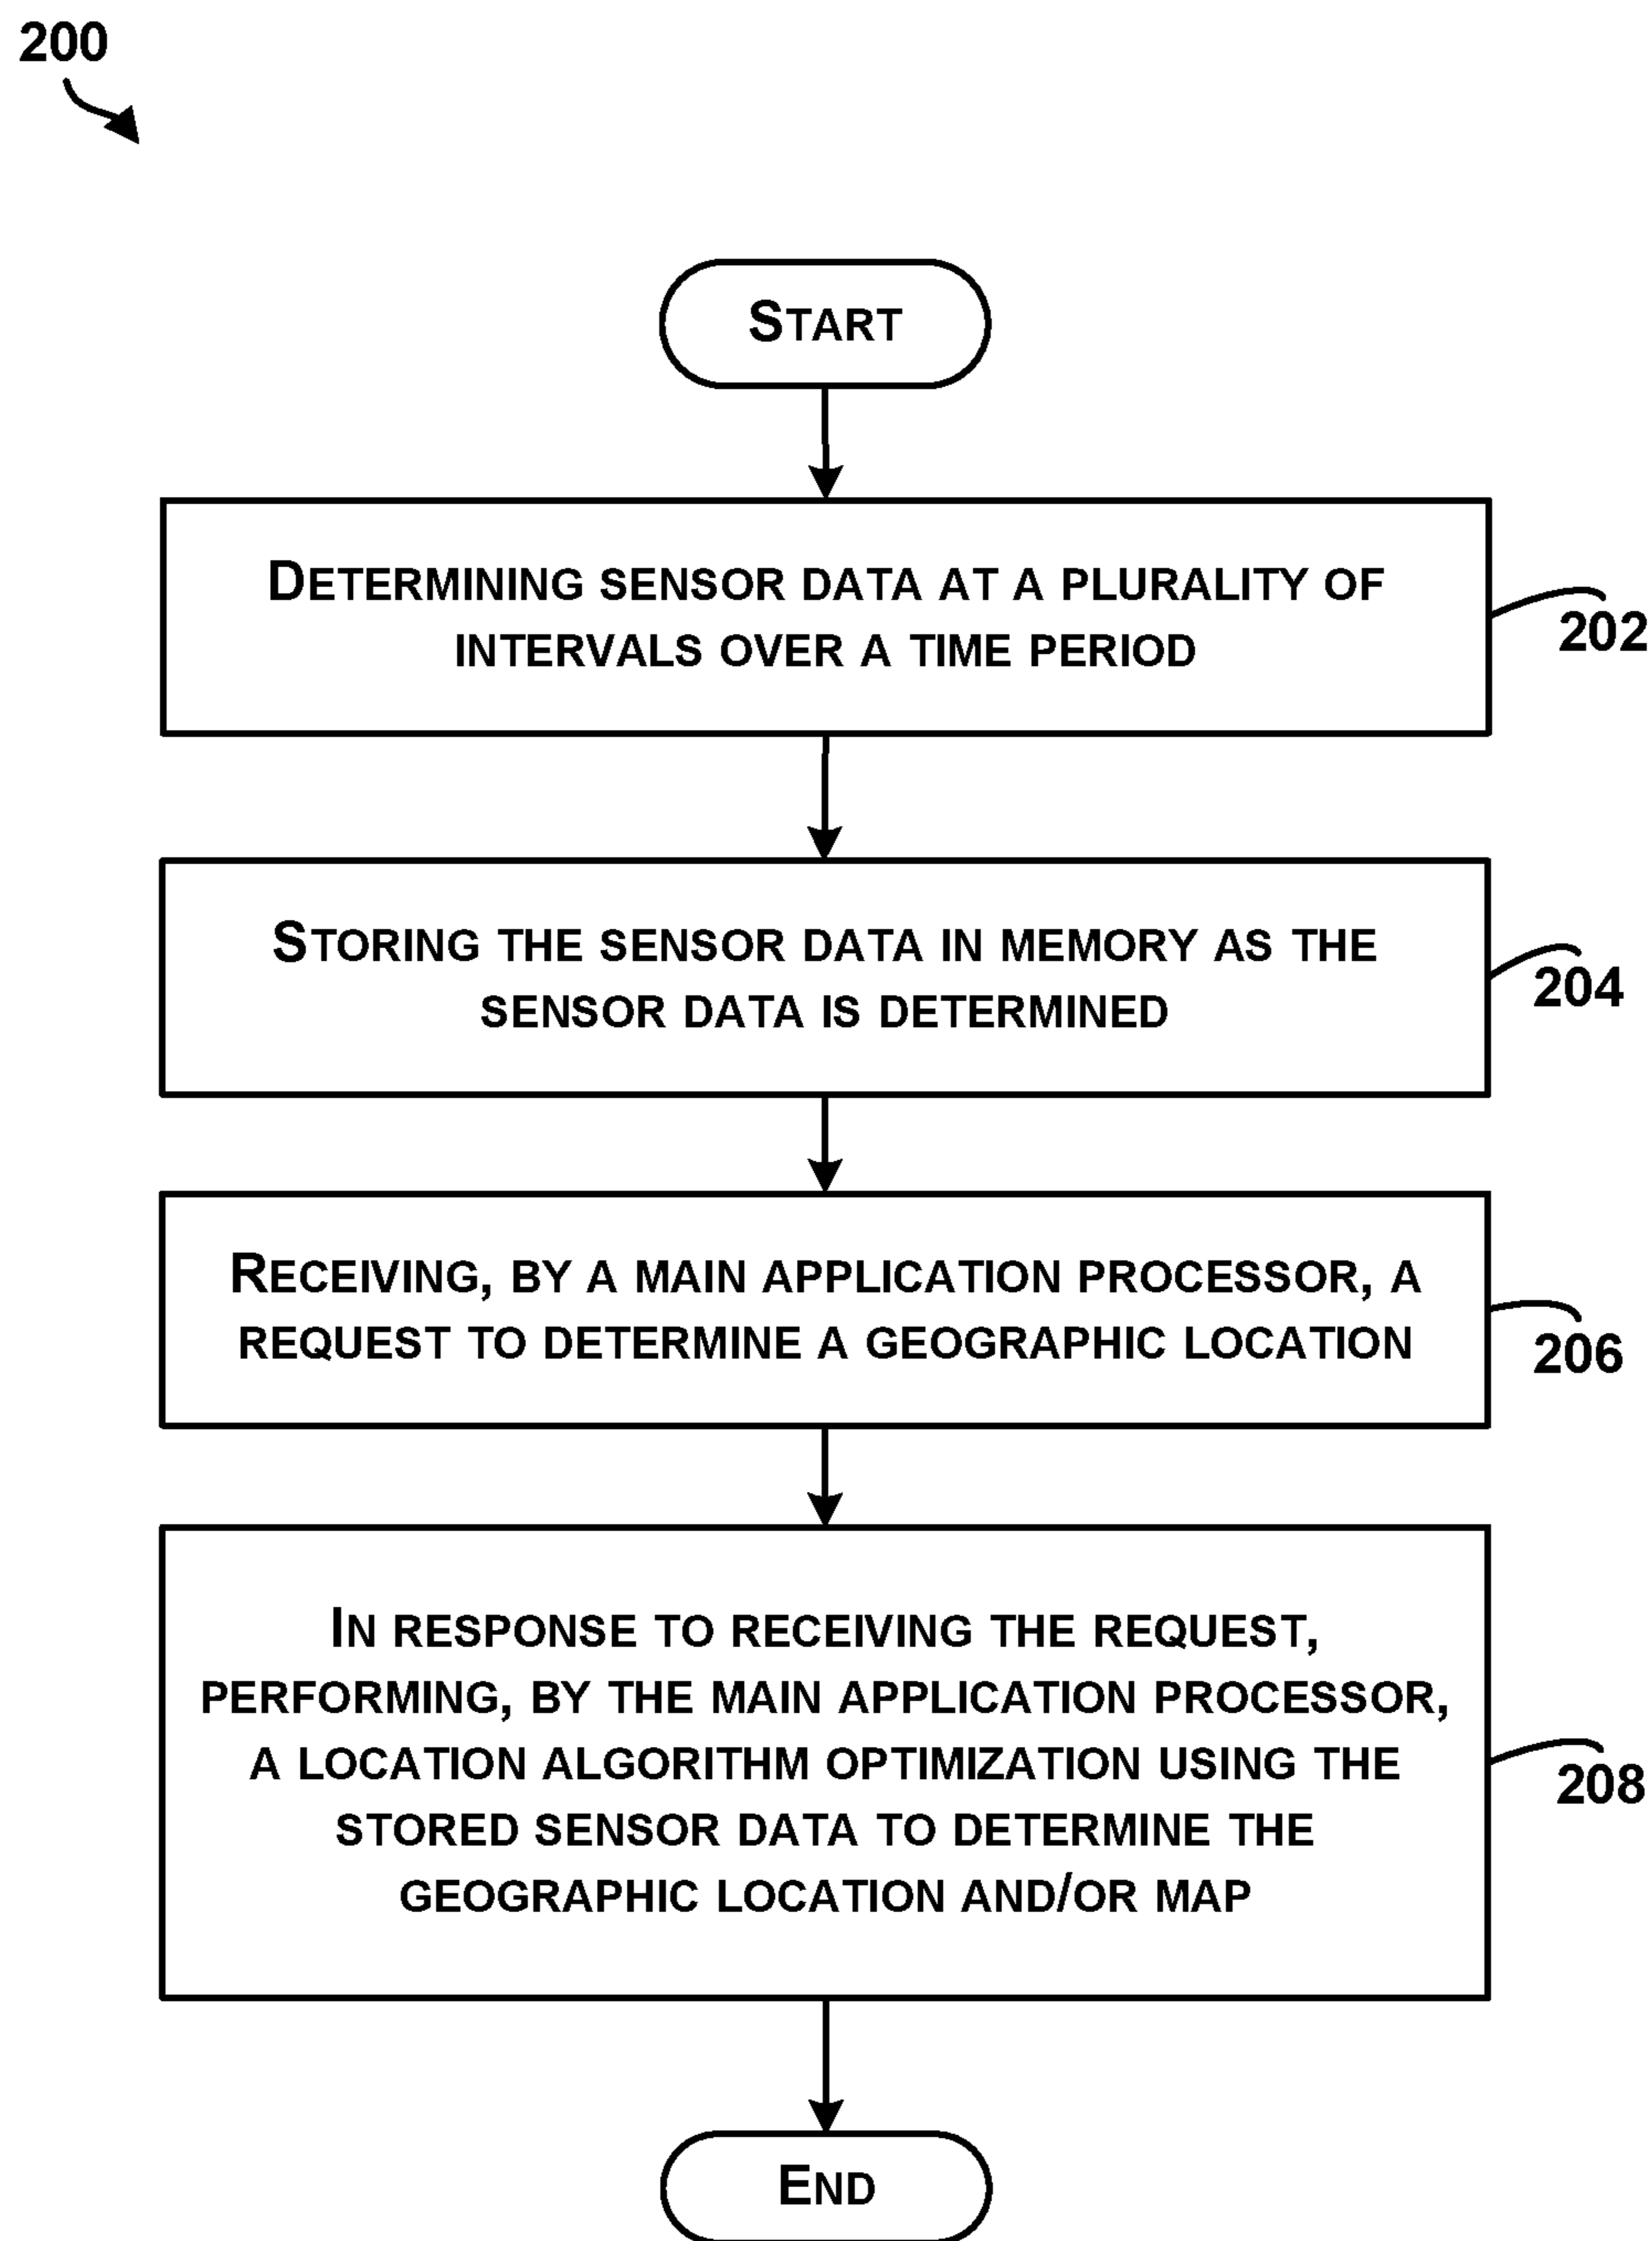 200
START
DETERMINING SENSOR DATA AT A PLURALITY OF
INTERVALS OVER A TIME PERIOD
202
STORING THE SENSOR DATA IN MEMORY AS THE
SENSOR DATA IS DETERMINED
204
RECEIVING, BY A MAIN APPLICATION PROCESSOR, A
REQUEST TO DETERMINE A GEOGRAPHIC LOCATION
206
IN RESPONSE TO RECEIVING THE REQUEST,
PERFORMING, BY THE MAIN APPLICATION PROCESSOR,
A LOCATION ALGORITHM OPTIMIZATION USING THE
STORED SENSOR DATA TO DETERMINE THE
GEOGRAPHIC LOCATION AND/OR MAP
208
END